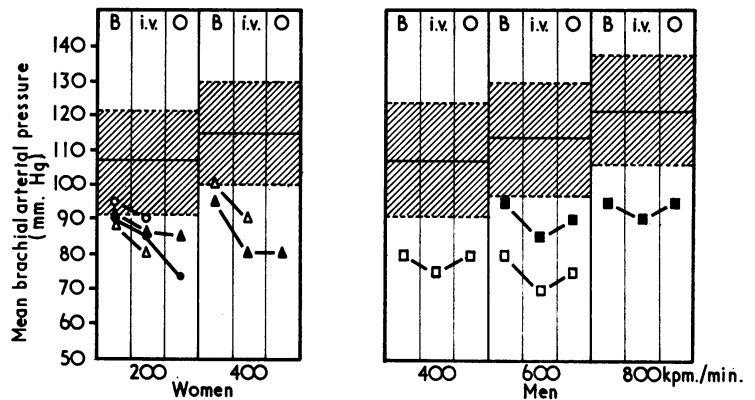 B i.v. O B i.v. O B i.v. O B i.v. O B i.v. O
Mean brachial arterial pressure
(mm. Hg)
140
130
120
110
100
90
80
70
60
50
200 400 400 600 800kpm./min.
Women Men